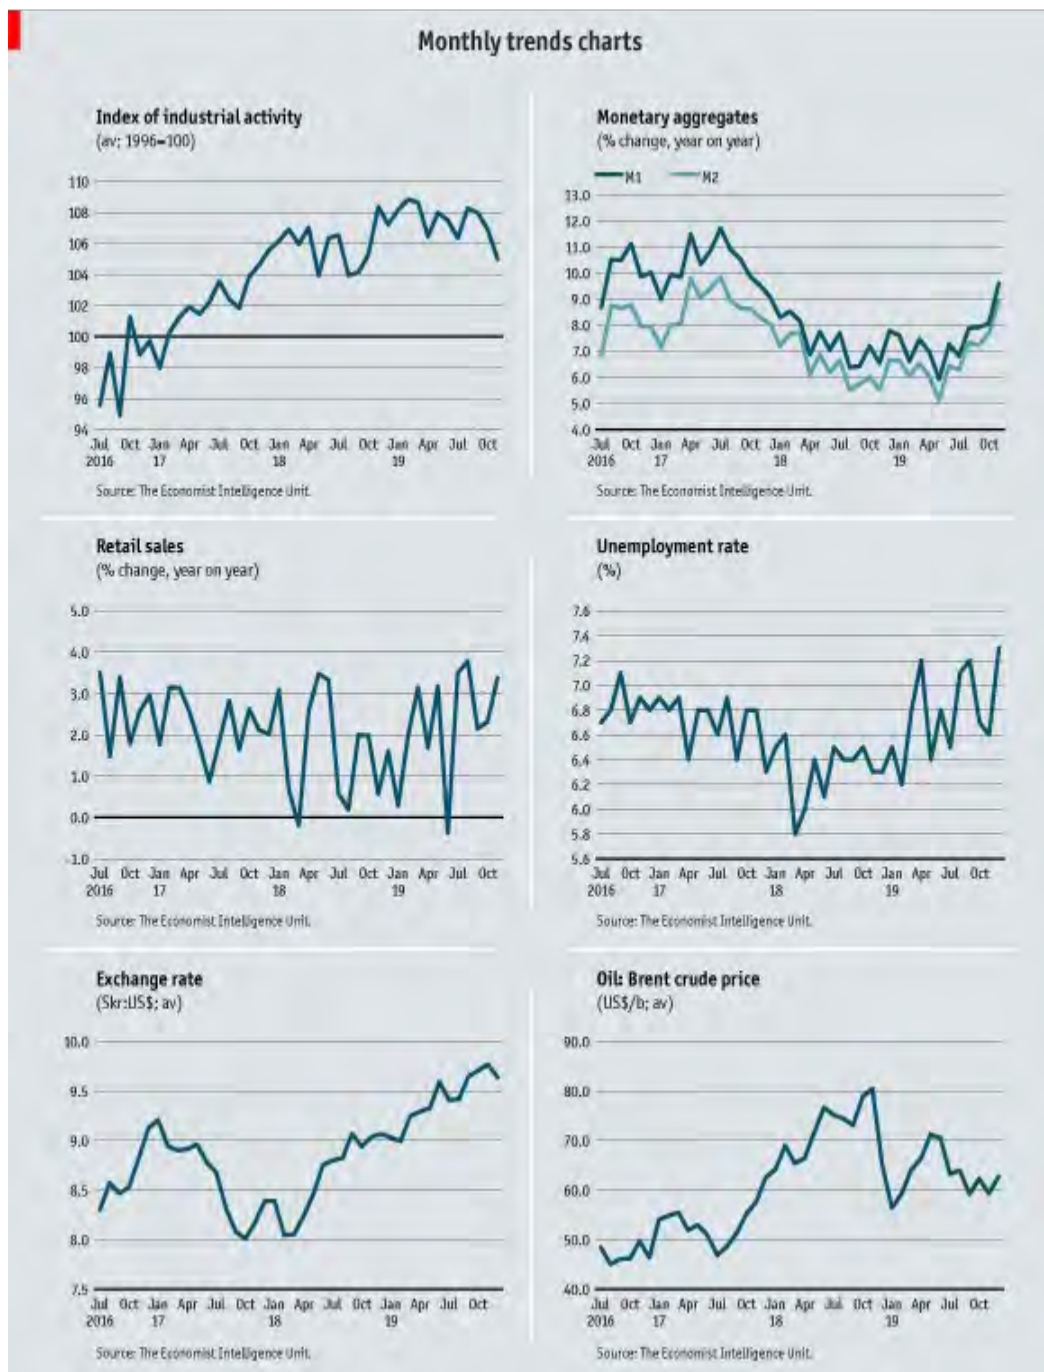 Monthly trends charts
Index of industrial activity
(av; 1996=100)
110
108
106
104
102
100
98
96
94
Jul Oct Jan Apr Jul Oct Jan Apr Jul Oct Jan Apr Jul Oct
2016 17 18 19
Source: The Economist Intelligence Unit.
Monetary aggregates
(% change, year on year)
M1 M2
13.0
12.0
11.0
10.0
9.0
8.0
7.0
6.0
5.0
4.0
Jul Oct Jan Apr Jul Oct Jan Apr Jul Oct Jan Apr Jul Oct
2016 17 18 19
Source: The Economist Intelligence Unit.
Retail sales
(% change, year on year)
5.0
4.0
3.0
2.0
1.0
0.0
-1.0
Jul Oct Jan Apr Jul Oct Jan Apr Jul Oct Jan Apr Jul Oct
2016 17 18 19
Source: The Economist Intelligence Unit.
Unemployment rate
(%)
7.6
7.4
7.2
7.0
6.8
6.6
6.4
6.2
6.0
5.8
5.6
Jul Oct Jan Apr Jul Oct Jan Apr Jul Oct Jan Apr Jul Oct
2016 17 18 19
Source: The Economist Intelligence Unit.
Exchange rate
(Skr:US$; av)
10.0
9.5
9.0
8.5
8.0
7.5
Jul Oct Jan Apr Jul Oct Jan Apr Jul Oct Jan Apr Jul Oct
2016 17 18 19
Source: The Economist Intelligence Unit.
Oil: Brent crude price
(US$/b; av)
90.0
80.0
70.0
60.0
50.0
40.0
Jul Oct Jan Apr Jul Oct Jan Apr Jul Oct Jan Apr Jul Oct
2016 17 18 19
Source: The Economist Intelligence Unit.